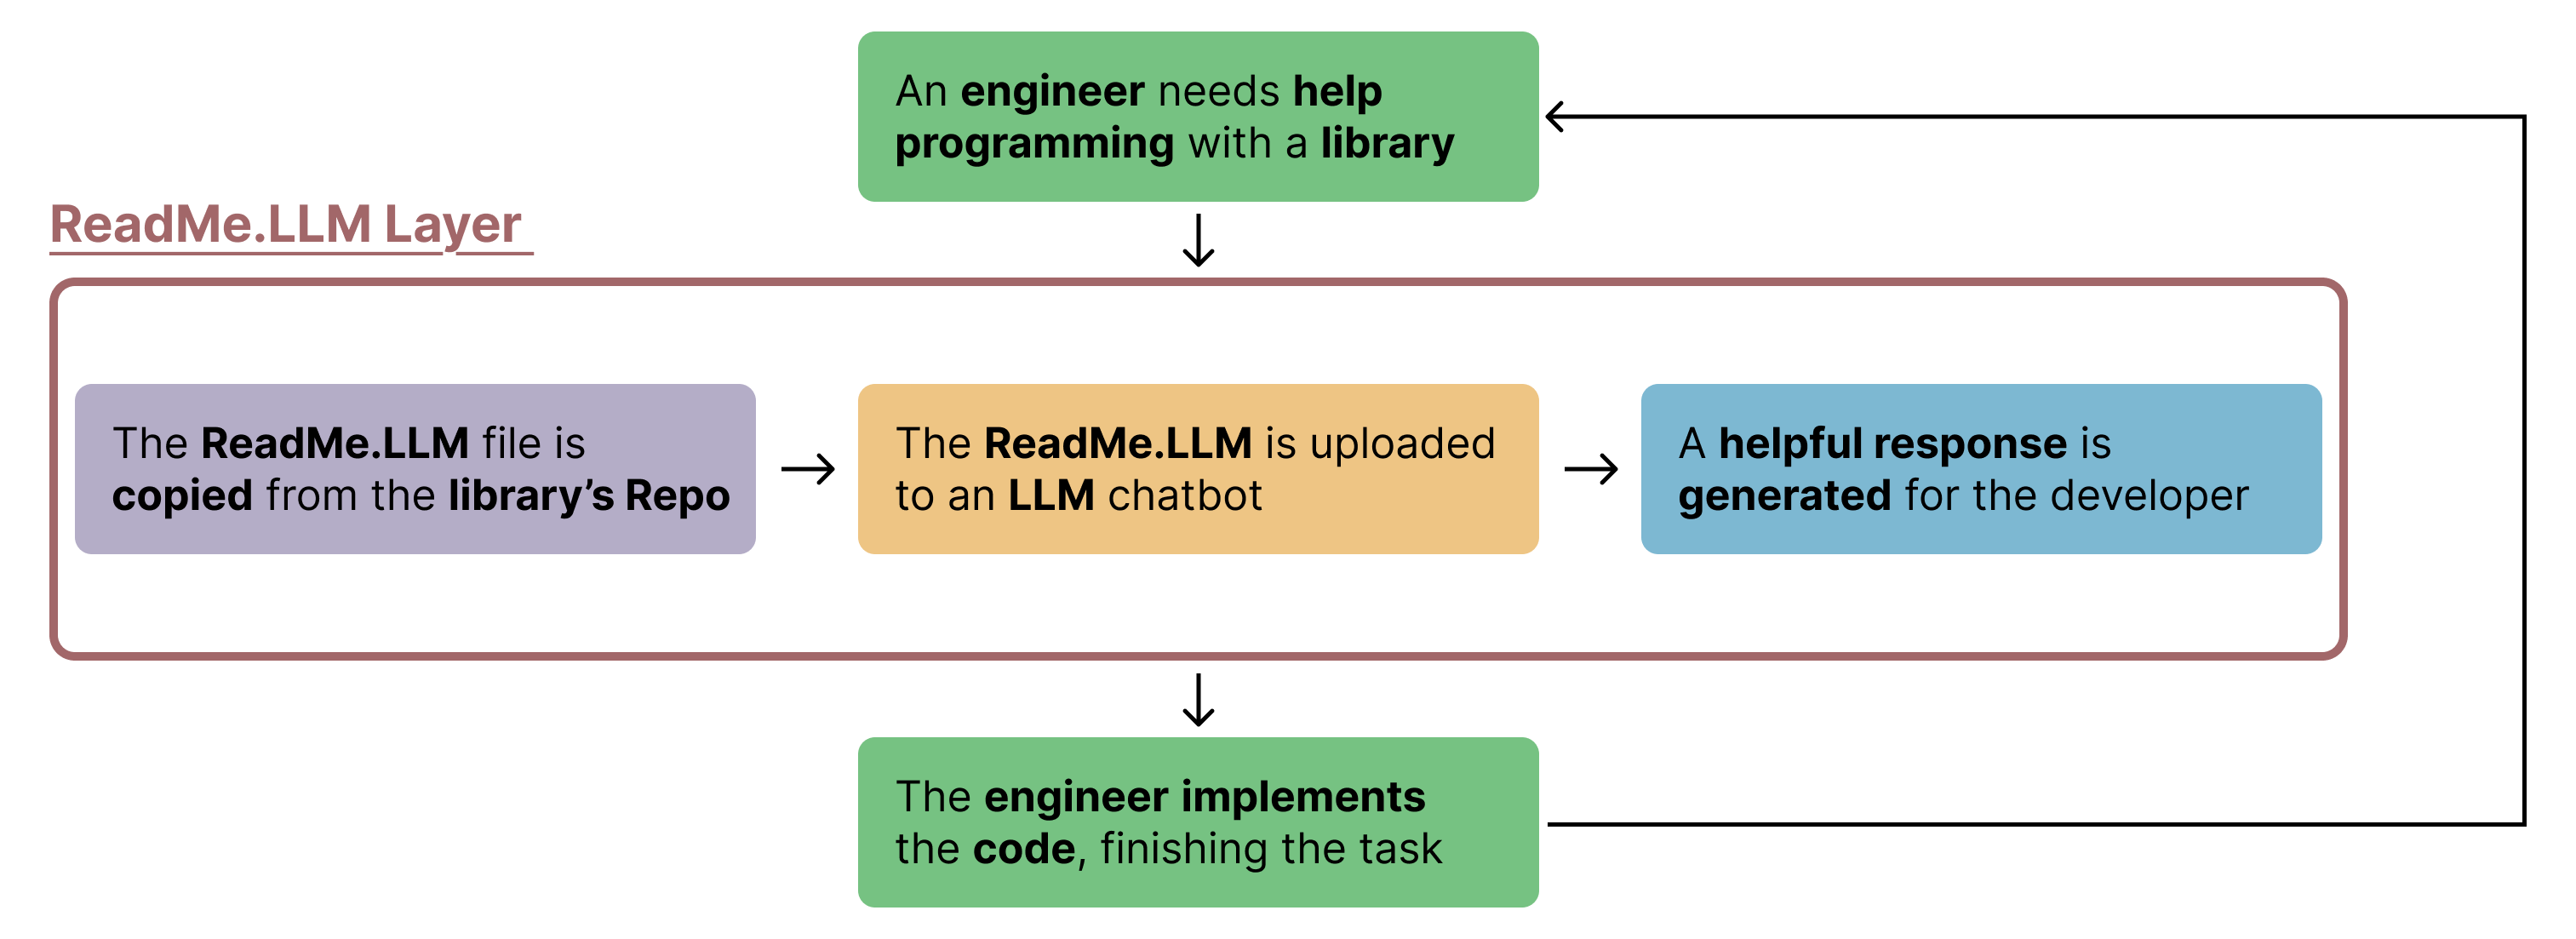 An engineer needs help
programming with a library
ReadMe.LLM Layer
The ReadMe.LLM file is
copied from the library’s Repo
The ReadMe.LLM is uploaded
to an LLM chatbot
A helpful response is
generated for the developer
The engineer implements
the code, finishing the task